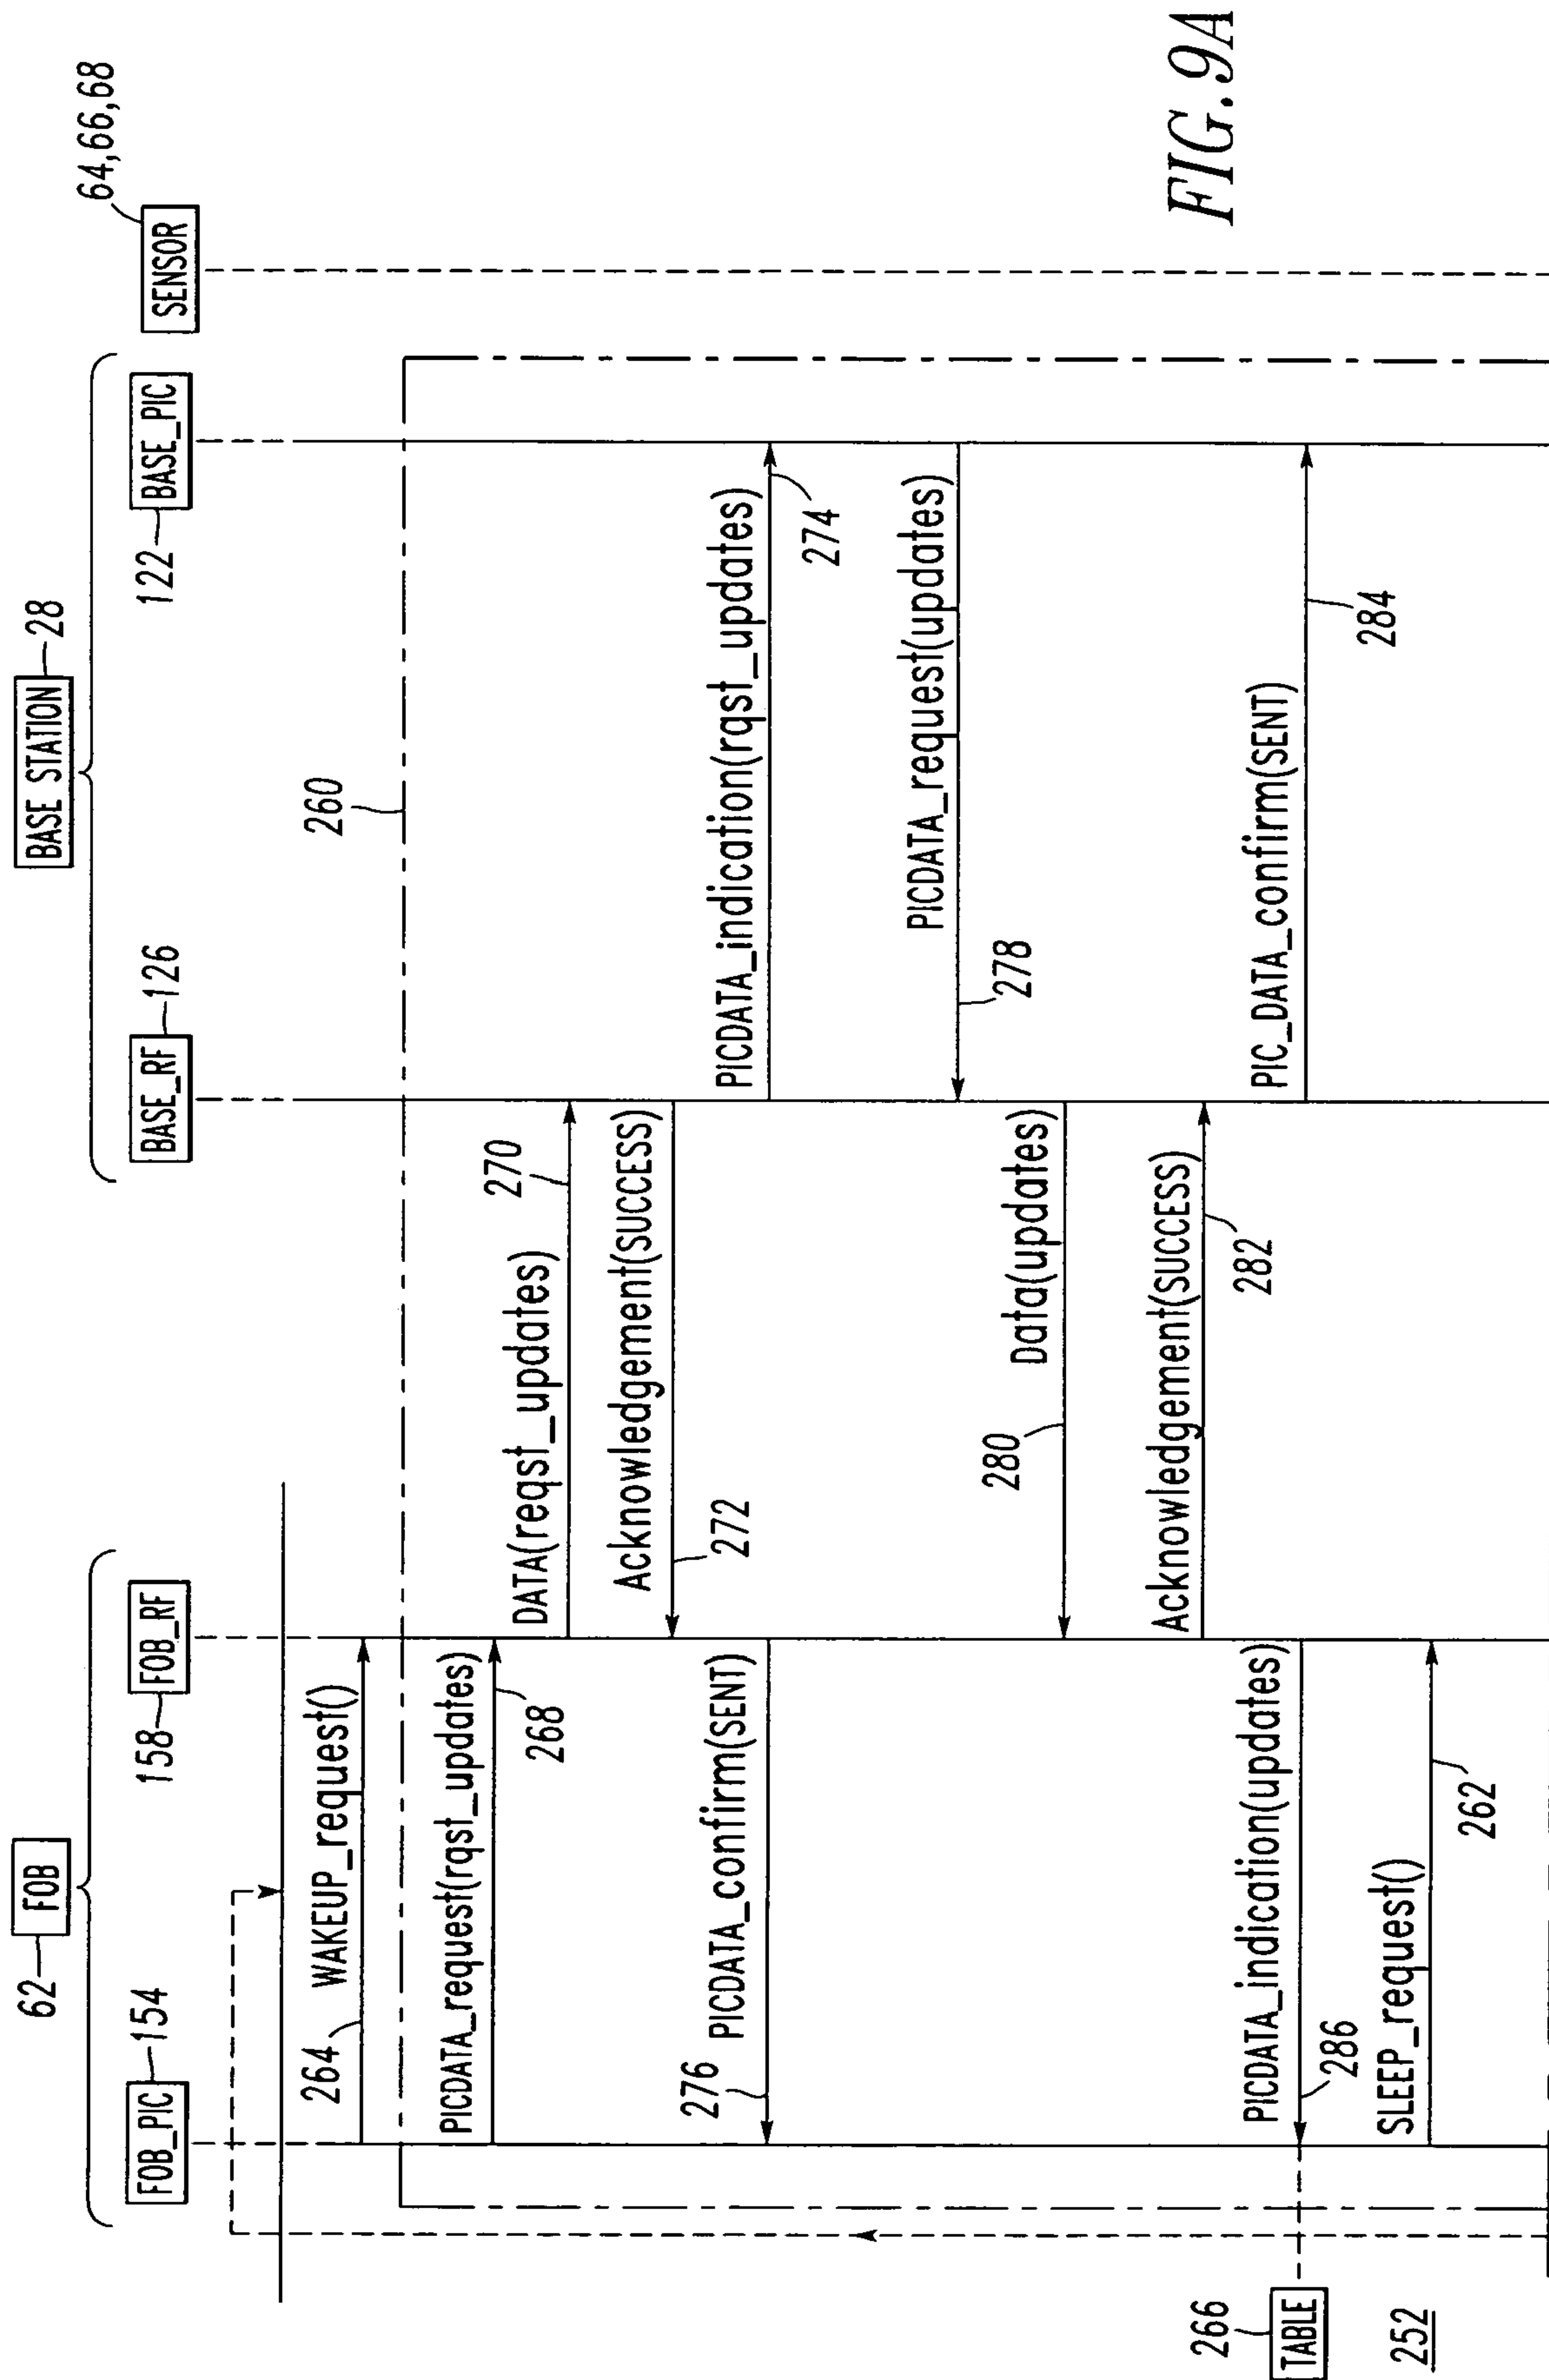 62 FOB
BASE STATION 28
FOB_PIC 154
158 FOB_RF
BASE_RF 126
122 BASE_PIC
SENSOR
64,66,68
264
WAKEUP_request()
260
PICDATA_request(rqst_updates)
268
DATA(reqst_updates)
270
Acknowledgement(SUCCESS)
272
PICDATA_indication(rqst_updates)
274
276
PICDATA_confirm(SENT)
PICDATA_request(updates)
278
Data(updates)
280
Acknowledgement(SUCCESS)
282
PIC_DATA_confirm(SENT)
284
PICDATA_indication(updates)
286
266
TABLE
SLEEP_request()
262
252
FIG.9A